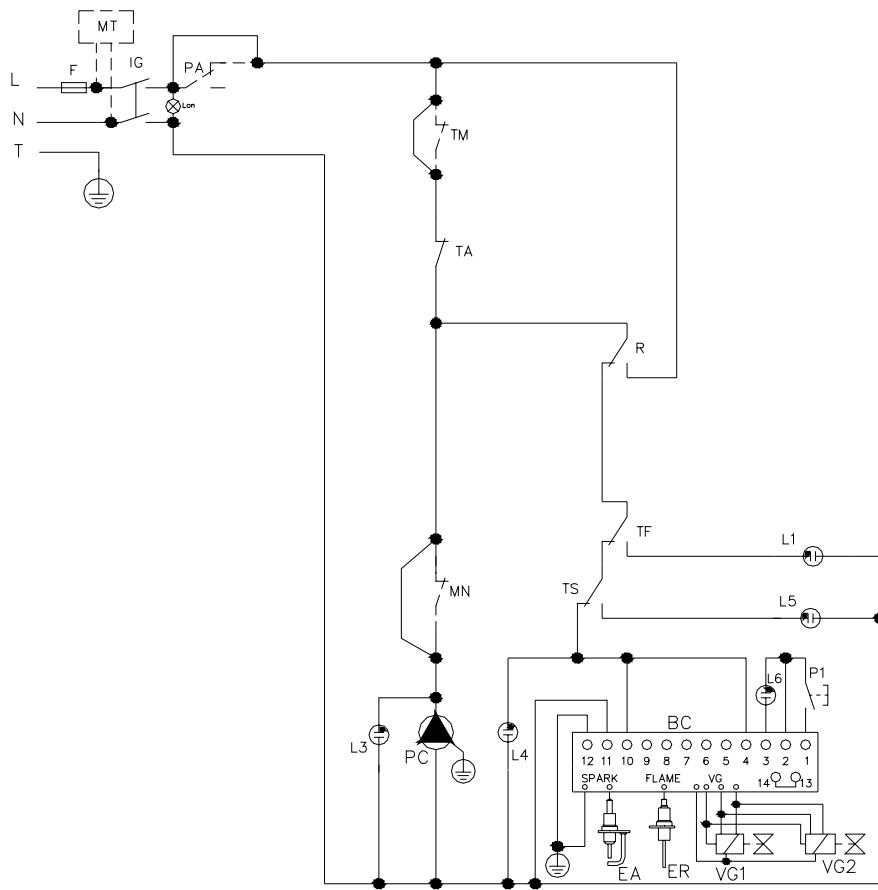 MT
F
IG
PA
L
Lon
N
TM
T
TA
R
TF
L1
TS
MN
L5
P1
L6
BC
L3
PC
L4
12 11 10 9 8 7 6 5 4 3 2 1
SPARK FLAME VG 14 13
EA ER VG1 VG2